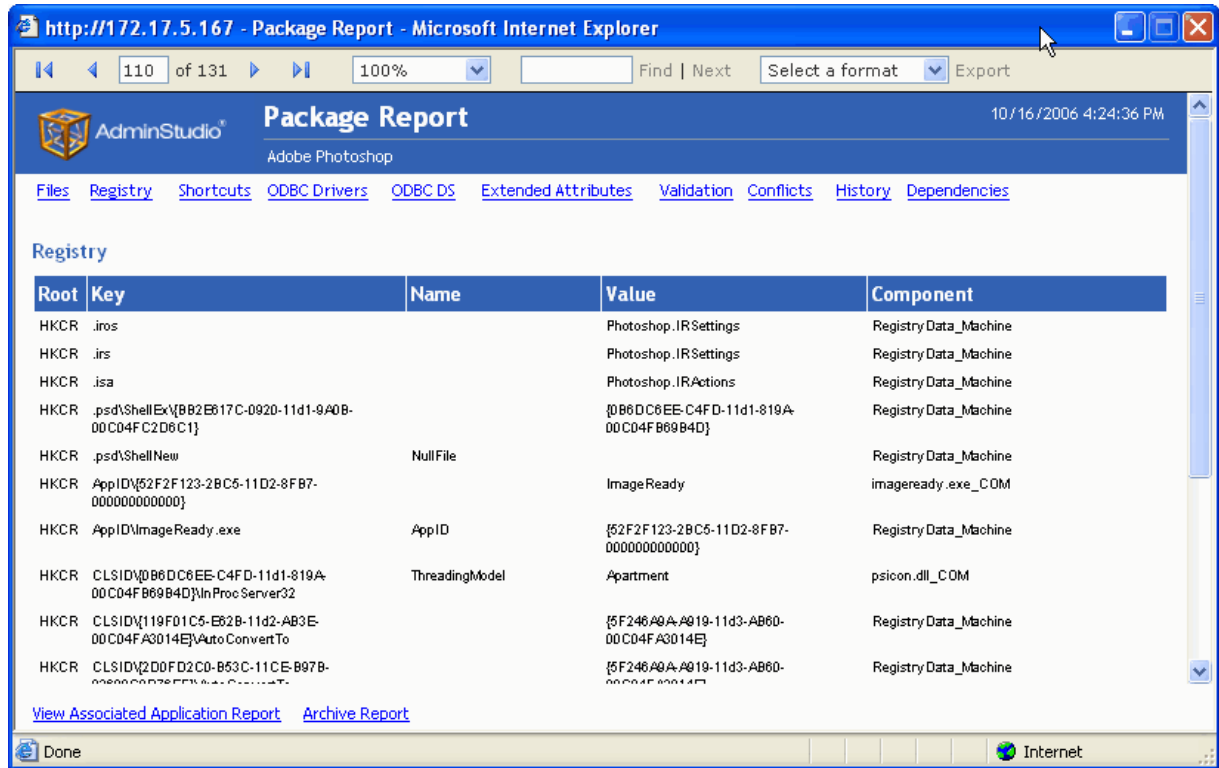 http://172.17.5.167 - Package Report - Microsoft Internet Explorer
110 of 131 100% Find | Next Select a format Export
AdminStudio® Package Report 10/16/2006 4:24:36 PM
Adobe Photoshop
Files Registry Shortcuts ODBC Drivers ODBC DS Extended Attributes Validation Conflicts History Dependencies
Registry
Root Key Name Value Component
HKCR .iros Photoshop.IRSettings RegistryData_Machine
HKCR .irs Photoshop.IRSettings RegistryData_Machine
HKCR .isa Photoshop.IRActions RegistryData_Machine
HKCR .psd\ShellEx\{BB2E617C-0920-11d1-9A0B- {0B6DC6EE-C4FD-11d1-819A- RegistryData_Machine
00C04FC2D6C1} 00C04FB69B4D}
HKCR .psd\ShellNew NullFile RegistryData_Machine
HKCR AppID\{52F2F123-2BC5-11D2-8FB7- ImageReady imageready.exe_COM
000000000000}
HKCR AppID\ImageReady.exe AppID {52F2F123-2BC5-11D2-8FB7- RegistryData_Machine
000000000000}
HKCR CLSID\{0B6DC6EE-C4FD-11d1-819A- ThreadingModel Apartment psicon.dll_COM
00C04FB69B4D}\InProcServer32
HKCR CLSID\{119F01C5-E62B-11d2-AB3E- {5F246A9A-A919-11d3-AB60- RegistryData_Machine
00C04FA3014E}\AutoConvertTo 00C04FA3014E}
HKCR CLSID\{2D0FD2C0-B53C-11CE-B97B- {5F246A9A-A919-11d3-AB60- RegistryData_Machine
View Associated Application Report Archive Report
Done Internet